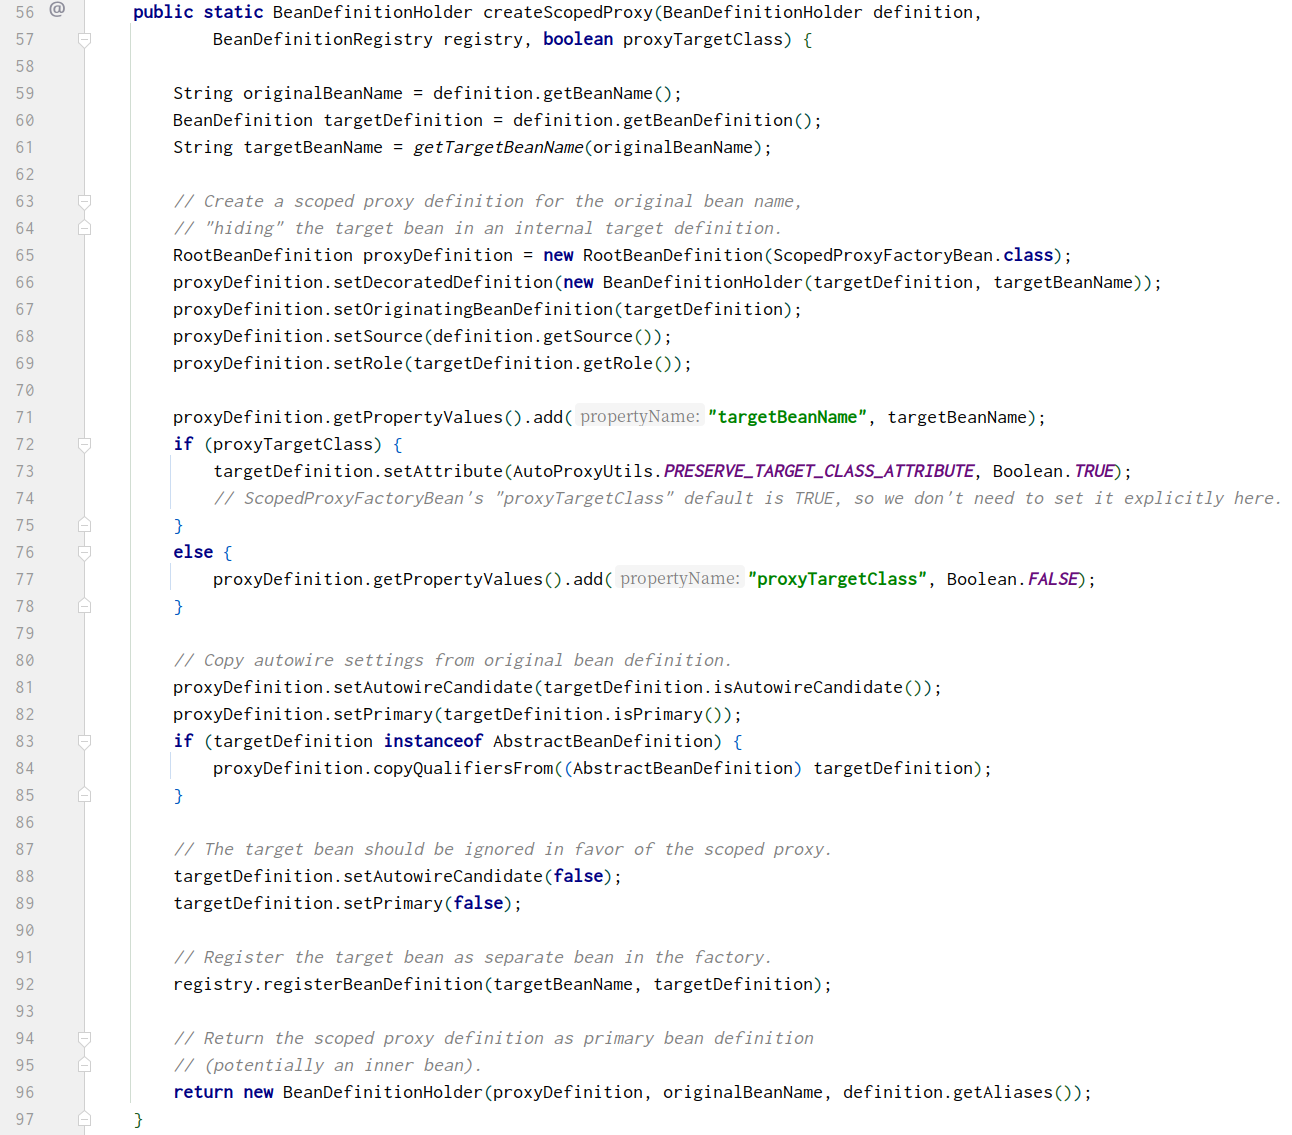 56 @ public static BeanDefinitionHolder createScopedProxy(BeanDefinitionHolder definition,
57 BeanDefinitionRegistry registry, boolean proxyTargetClass) {
58
59 String originalBeanName = definition.getBeanName();
60 BeanDefinition targetDefinition = definition.getBeanDefinition();
61 String targetBeanName = getTargetBeanName(originalBeanName);
62
63 // Create a scoped proxy definition for the original bean name,
64 // "hiding" the target bean in an internal target definition.
65 RootBeanDefinition proxyDefinition = new RootBeanDefinition(ScopedProxyFactoryBean.class);
66 proxyDefinition.setDecoratedDefinition(new BeanDefinitionHolder(targetDefinition, targetBeanName));
67 proxyDefinition.setOriginatingBeanDefinition(targetDefinition);
68 proxyDefinition.setSource(definition.getSource());
69 proxyDefinition.setRole(targetDefinition.getRole());
70
71 proxyDefinition.getPropertyValues().add( propertyName: "targetBeanName", targetBeanName);
72 if (proxyTargetClass) {
73 targetDefinition.setAttribute(AutoProxyUtils.PRESERVE_TARGET_CLASS_ATTRIBUTE, Boolean.TRUE);
74 // ScopedProxyFactoryBean's "proxyTargetClass" default is TRUE, so we don't need to set it explicitly here.
75 }
76 else {
77 proxyDefinition.getPropertyValues().add( propertyName: "proxyTargetClass", Boolean.FALSE);
78 }
79
80 // Copy autowire settings from original bean definition.
81 proxyDefinition.setAutowireCandidate(targetDefinition.isAutowireCandidate());
82 proxyDefinition.setPrimary(targetDefinition.isPrimary());
83 if (targetDefinition instanceof AbstractBeanDefinition) {
84 proxyDefinition.copyQualifiersFrom((AbstractBeanDefinition) targetDefinition);
85 }
86
87 // The target bean should be ignored in favor of the scoped proxy.
88 targetDefinition.setAutowireCandidate(false);
89 targetDefinition.setPrimary(false);
90
91 // Register the target bean as separate bean in the factory.
92 registry.registerBeanDefinition(targetBeanName, targetDefinition);
93
94 // Return the scoped proxy definition as primary bean definition
95 // (potentially an inner bean).
96 return new BeanDefinitionHolder(proxyDefinition, originalBeanName, definition.getAliases());
97 }